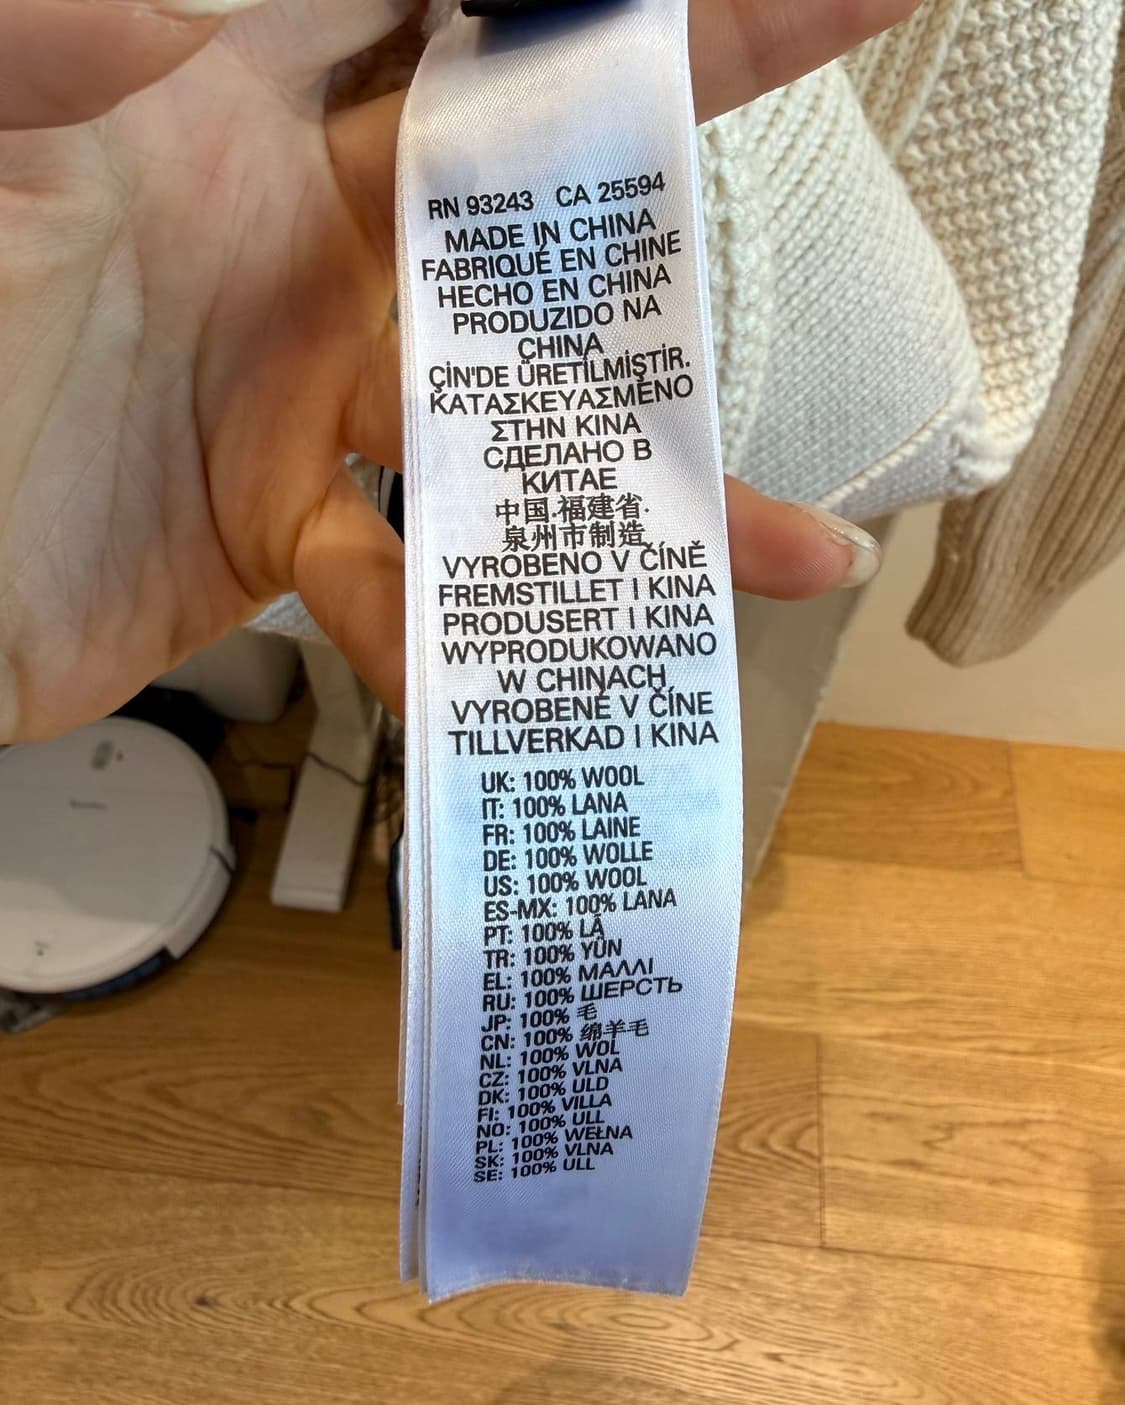 RN 93243 CA 25594
MADE IN CHINA
FABRIQUÉ EN CHINE
HECHO EN CHINA
PRODUZIDO NA
CHINA
ÇİN'DE ÜRETİLMİŞTİR.
ΚΑΤΑΣΚΕΥΑΣΜΕΝΟ
ΣΤΗΝ ΚΙΝΑ
СДЕЛАНО В
КИТАЕ
中国·福建省·
泉州市制造
VYROBENO V ČÍNĚ
FREMSTILLET I KINA
PRODUSERT I KINA
WYPRODUKOWANO
W CHINACH
VYROBENÉ V ČÍNE
TILLVERKAD I KINA
UK: 100% WOOL
IT: 100% LANA
FR: 100% LAINE
DE: 100% WOLLE
US: 100% WOOL
ES-MX: 100% LANA
PT: 100% LÃ
TR: 100% YÜN
EL: 100% ΜΑΛΛΙ
RU: 100% ШЕРСТЬ
JP: 100% 毛
CN: 100% 绵羊毛
NL: 100% WOL
CZ: 100% VLNA
DK: 100% ULD
FI: 100% VILLA
NO: 100% ULL
PL: 100% WEŁNA
SK: 100% VLNA
SE: 100% ULL